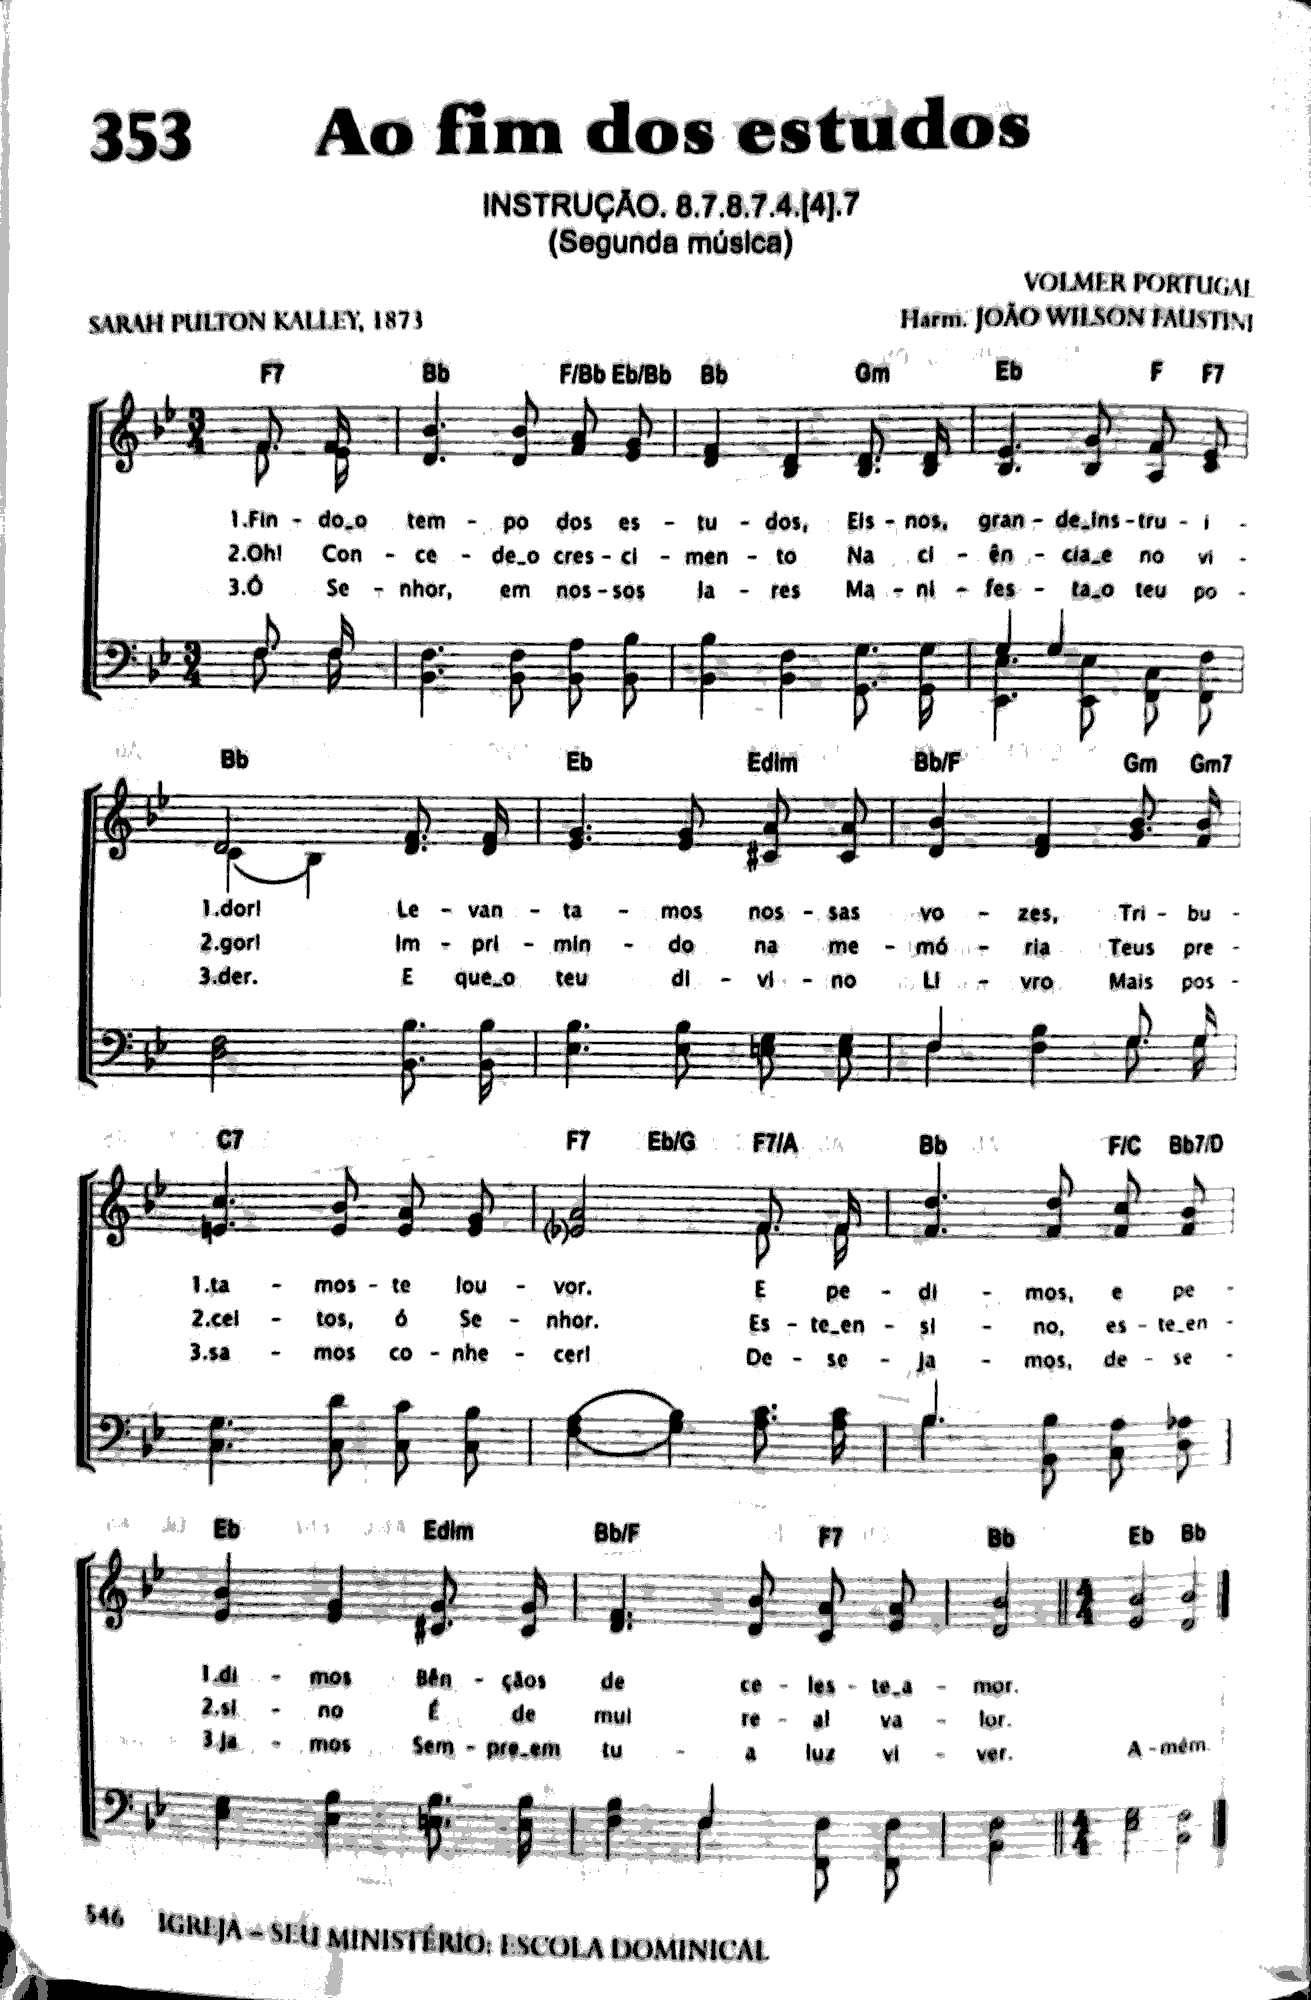 353 Ao fim dos estudos
INSTRUÇÃO. 8.7.8.7.4.[4].7
(Segunda música)
VOLMER PORTUGAL
SARAH PULTON KALLEY, 1873 Harm. JOÃO WILSON FAUSTINI
F7 Bb F/Bb Eb/Bb Bb Gm Eb F F7
3 4
1.Fin - do_o tem - po dos es - tu - dos, Eis - nos, gran - de_ins - tru - i -
2.Oh! Con - ce - de_o cres - ci - men - to Na ci - ên - cia_e no vi -
3.Ó Se - nhor, em nos - sos la - res Ma - ni - fes - ta_o teu po -
3 4
Bb Eb Edim Bb/F Gm Gm7
1.dor! Le - van - ta - mos nos - sas vo - zes, Tri - bu -
2.gor! Im - pri - min - do na me - mó - ria Teus pre -
3.der. E que_o teu di - vi - no Li - vro Mais pos -
C7 F7 Eb/G F7/A Bb F/C Bb7/D
1.ta - mos - te lou - vor. E pe - di - mos, e pe -
2.cei - tos, ó Se - nhor. Es - te_en - si - no, es - te_en -
3.sa - mos co - nhe - cer! De - se - ja - mos, de - se -
Eb Edim Bb/F F7 Bb Eb Bb
4 4
1.di - mos Bên - çãos de ce - les - te_a - mor.
2.si - no É de mui re - al va - lor.
3.ja - mos Sem - pre_em tu - a luz vi - ver. A - mém.
4 4
546 IGREJA – SEU MINISTÉRIO: ESCOLA DOMINICAL